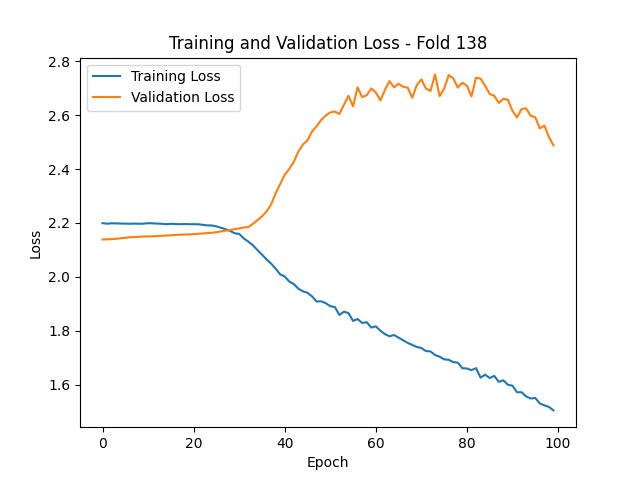 Training and Validation Loss - Fold 138
Training Loss
Validation Loss
2.8
2.6
2.4
2.2
2.0
1.8
1.6
Loss
0 20 40 60 80 100
Epoch